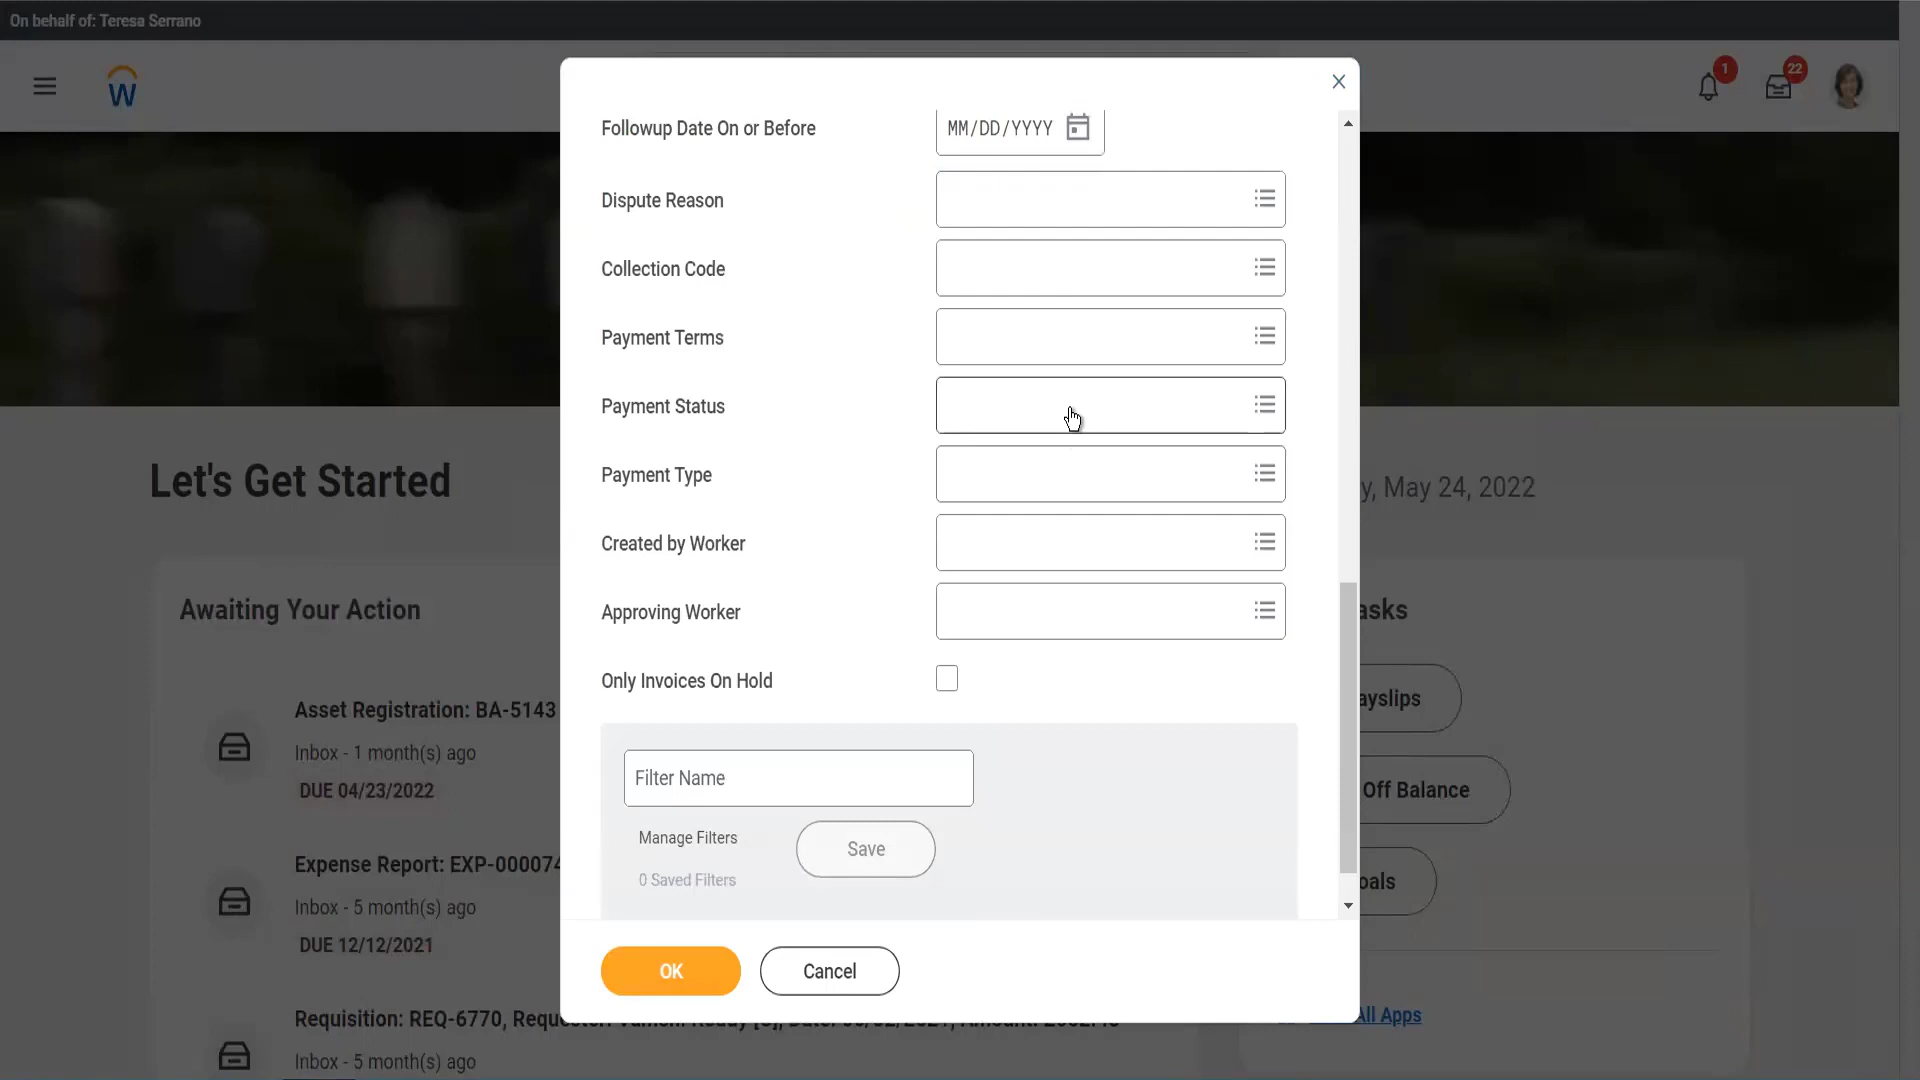 On behalf of: Teresa Serrano
W
1
22
Followup Date On or Before
MM/DD/YYYY
Dispute Reason
Collection Code
Payment Terms
Payment Status
Payment Type
Created by Worker
Approving Worker
Only Invoices On Hold
Filter Name
Manage Filters
Save
0 Saved Filters
OK
Cancel
Let's Get Started
y, May 24, 2022
Awaiting Your Action
Asset Registration: BA-5143
Inbox - 1 month(s) ago
DUE 04/23/2022
Expense Report: EXP-000074
Inbox - 5 month(s) ago
DUE 12/12/2021
Requisition: REQ-6770,
Inbox - 5 month(s) ago
asks
ayslips
Off Balance
oals
All Apps